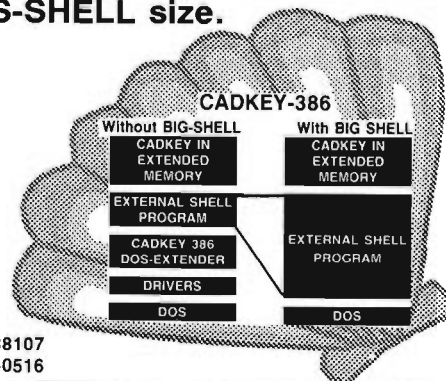 S-SHELL size.
CADKEY-386
Without BIG-SHELL
CADKEY IN
EXTENDED
MEMORY
EXTERNAL SHELL
PROGRAM
CADKEY 386
DOS-EXTENDER
DRIVERS
DOS
With BIG SHELL
CADKEY IN
EXTENDED
MEMORY
EXTERNAL SHELL
PROGRAM
DOS
8107
-0516